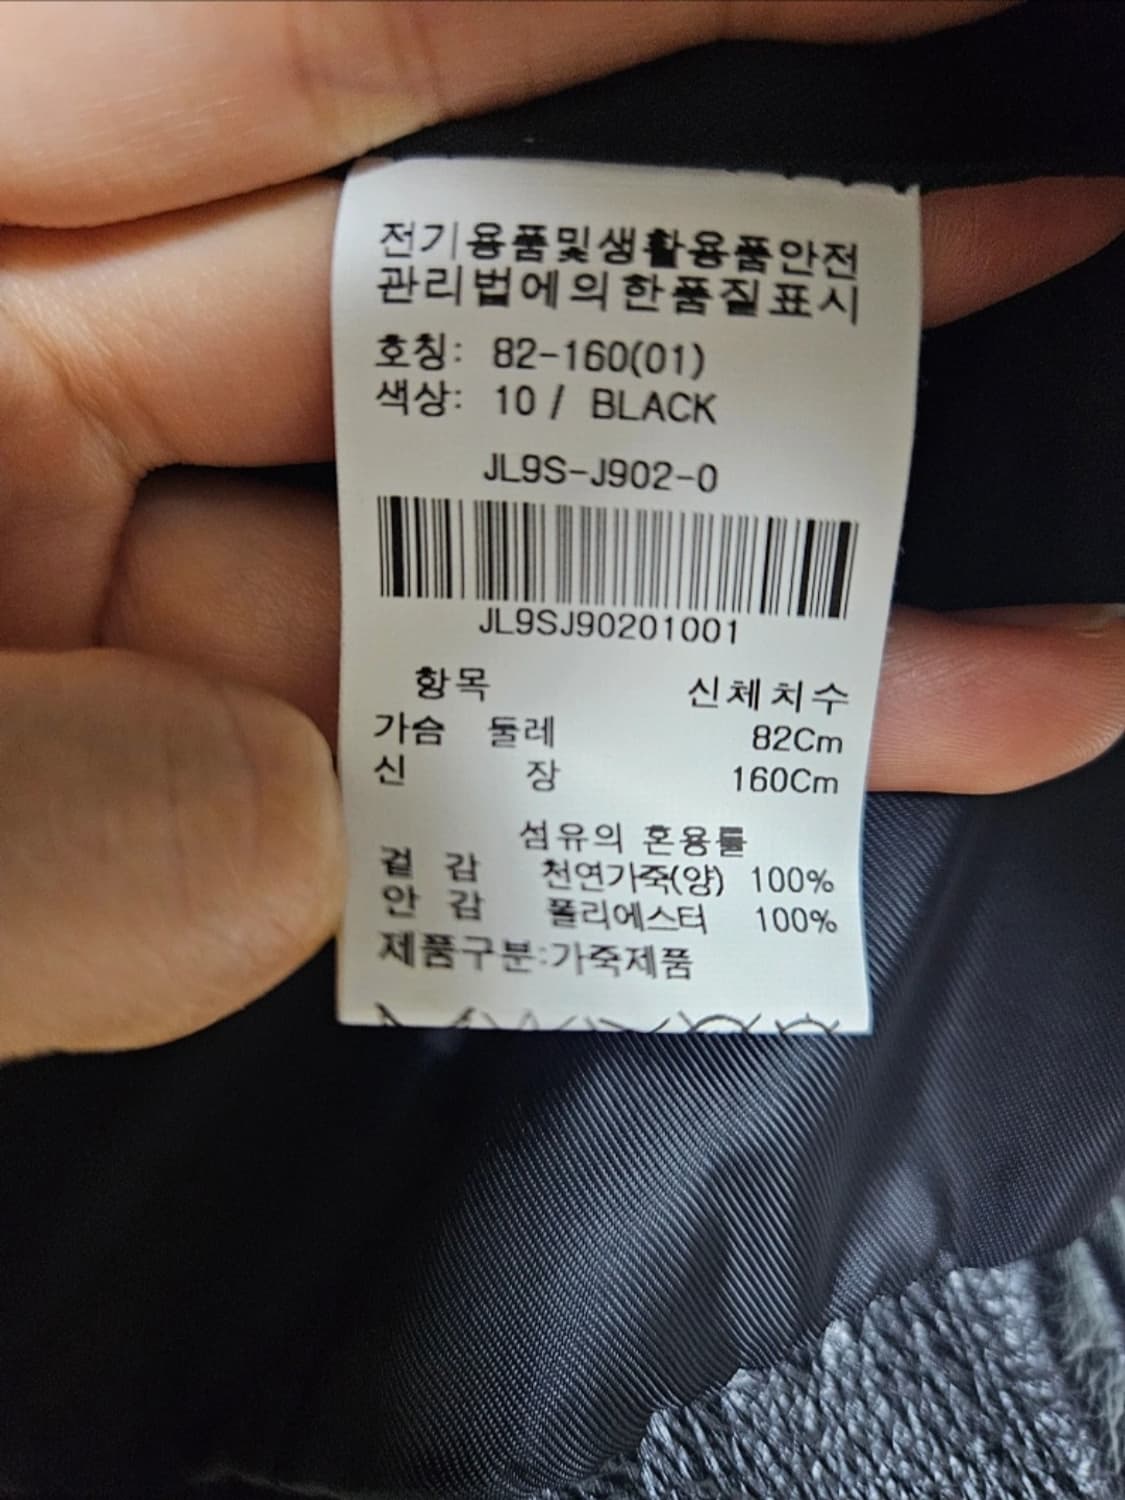 전기용품및생활용품안전
관리법에의한품질표시
호칭: 82-160(01)
색상: 10 / BLACK
JL9S-J902-0
JL9SJ90201001
항목 신체치수
가슴 둘레 82Cm
신 장 160Cm
섬유의 혼용률
겉 감 천연가죽(양) 100%
안 감 폴리에스터 100%
제품구분:가죽제품